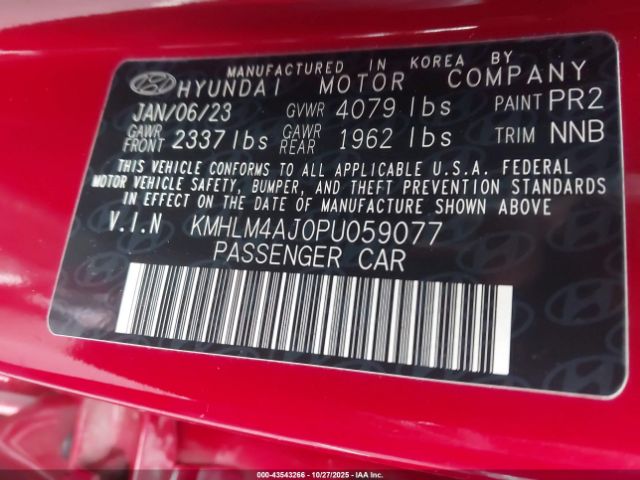 MANUFACTURED IN KOREA BY
HYUNDAI MOTOR COMPANY
JAN/06/23 GVWR 4079 lbs PAINT PR2
GAWR FRONT 2337 lbs GAWR REAR 1962 lbs TRIM NNB
THIS VEHICLE CONFORMS TO ALL APPLICABLE U.S.A. FEDERAL
MOTOR VEHICLE SAFETY, BUMPER, AND THEFT PREVENTION STANDARDS
IN EFFECT ON THE DATE OF MANUFACTURE SHOWN ABOVE.
V.I.N KMHLM4AJ0PU059077
PASSENGER CAR
000-43543266 - 10/27/2025 - IAAI.COM